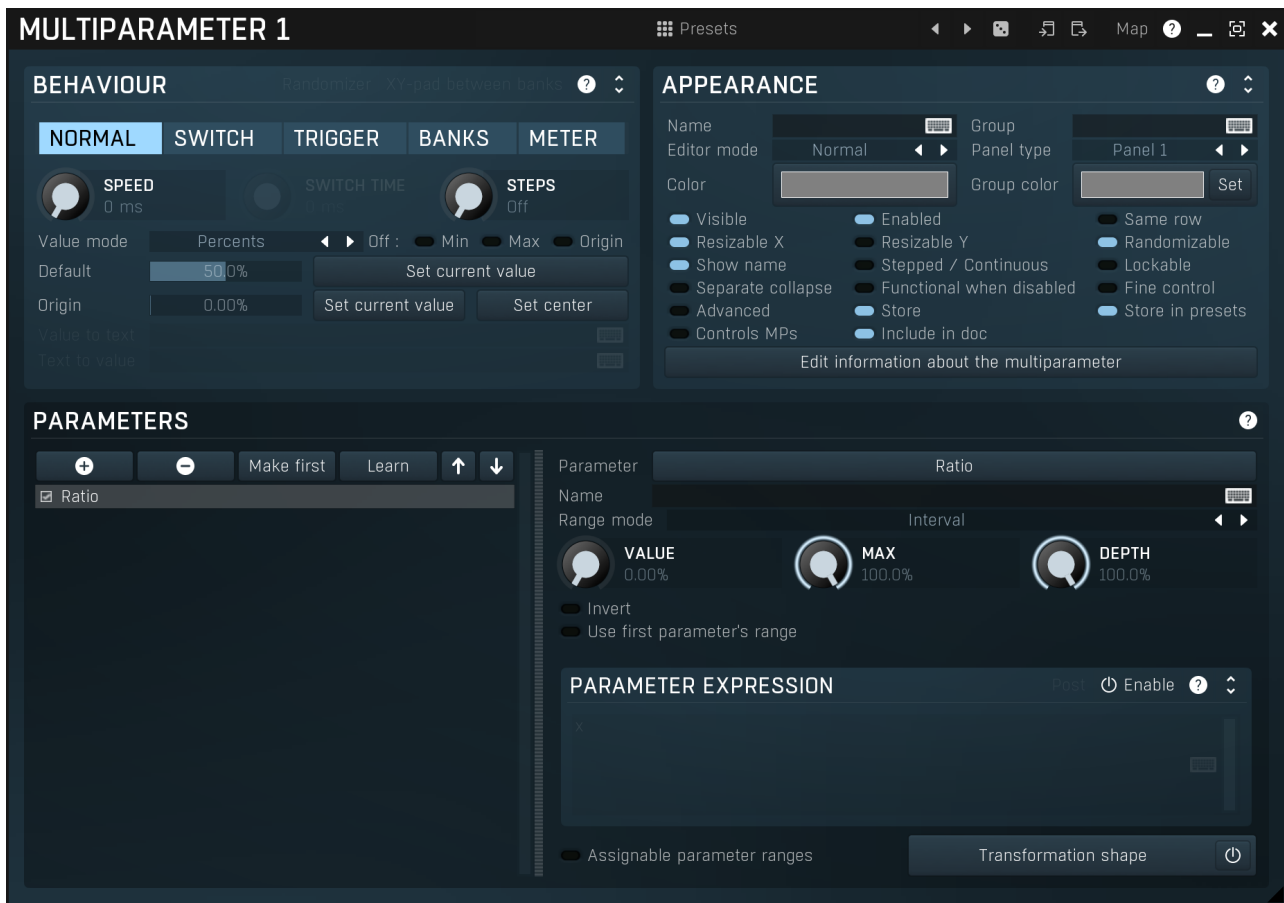 MULTIPARAMETER 1 Presets Map ?
BEHAVIOUR Randomizer XY-pad between banks ?
NORMAL SWITCH TRIGGER BANKS METER
SPEED SWITCH TIME STEPS
0 ms 0 ms Off
Value mode Percents Off : Min Max Origin
Default 50.0% Set current value
Origin 0.00% Set current value Set center
Value to text
Text to value
APPEARANCE ?
Name Group
Editor mode Normal Panel type Panel 1
Color Group color Set
Visible Enabled Same row
Resizable X Resizable Y Randomizable
Show name Stepped / Continuous Lockable
Separate collapse Functional when disabled Fine control
Advanced Store Store in presets
Controls MPs Include in doc
Edit information about the multiparameter
PARAMETERS ?
Make first Learn
Ratio
Parameter Ratio
Name
Range mode Interval
VALUE MAX DEPTH
0.00% 100.0% 100.0%
Invert
Use first parameter's range
PARAMETER EXPRESSION Post Enable ?
x
Assignable parameter ranges Transformation shape